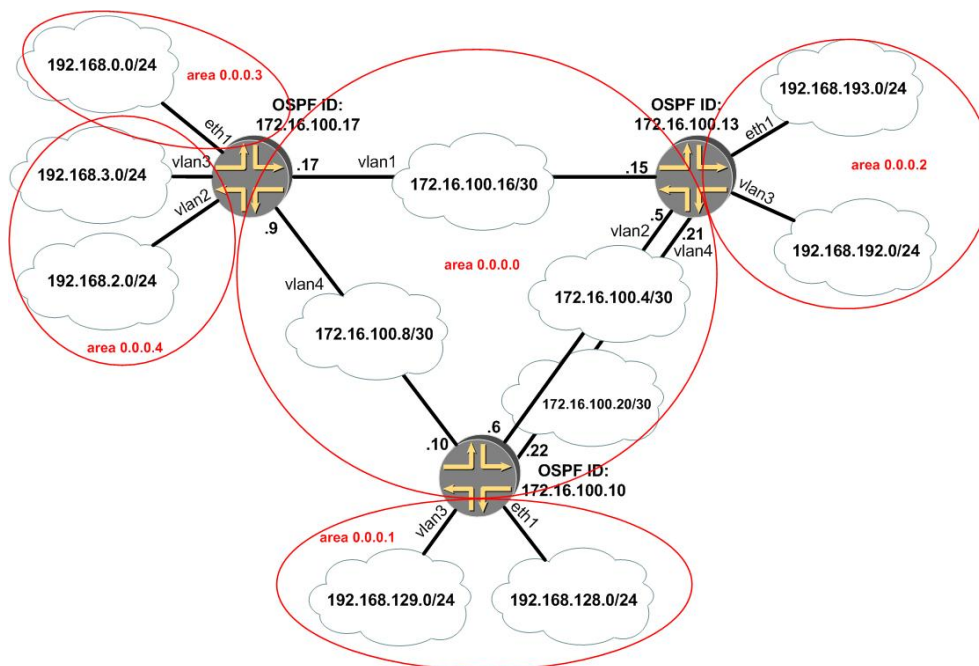 192.168.0.0/24
area 0.0.0.3
eth1
OSPF ID:
172.16.100.17
OSPF ID:
172.16.100.13
192.168.193.0/24
eth1
192.168.3.0/24
vlan3
vlan2
.17
vlan1
172.16.100.16/30
.15
vlan3
area 0.0.0.2
.9
.5
vlan2
.21
vlan4
192.168.2.0/24
192.168.192.0/24
area 0.0.0.0
vlan4
172.16.100.4/30
172.16.100.8/30
area 0.0.0.4
172.16.100.20/30
.10
.6
.22
OSPF ID:
172.16.100.10
vlan3
eth1
area 0.0.0.1
192.168.129.0/24
192.168.128.0/24